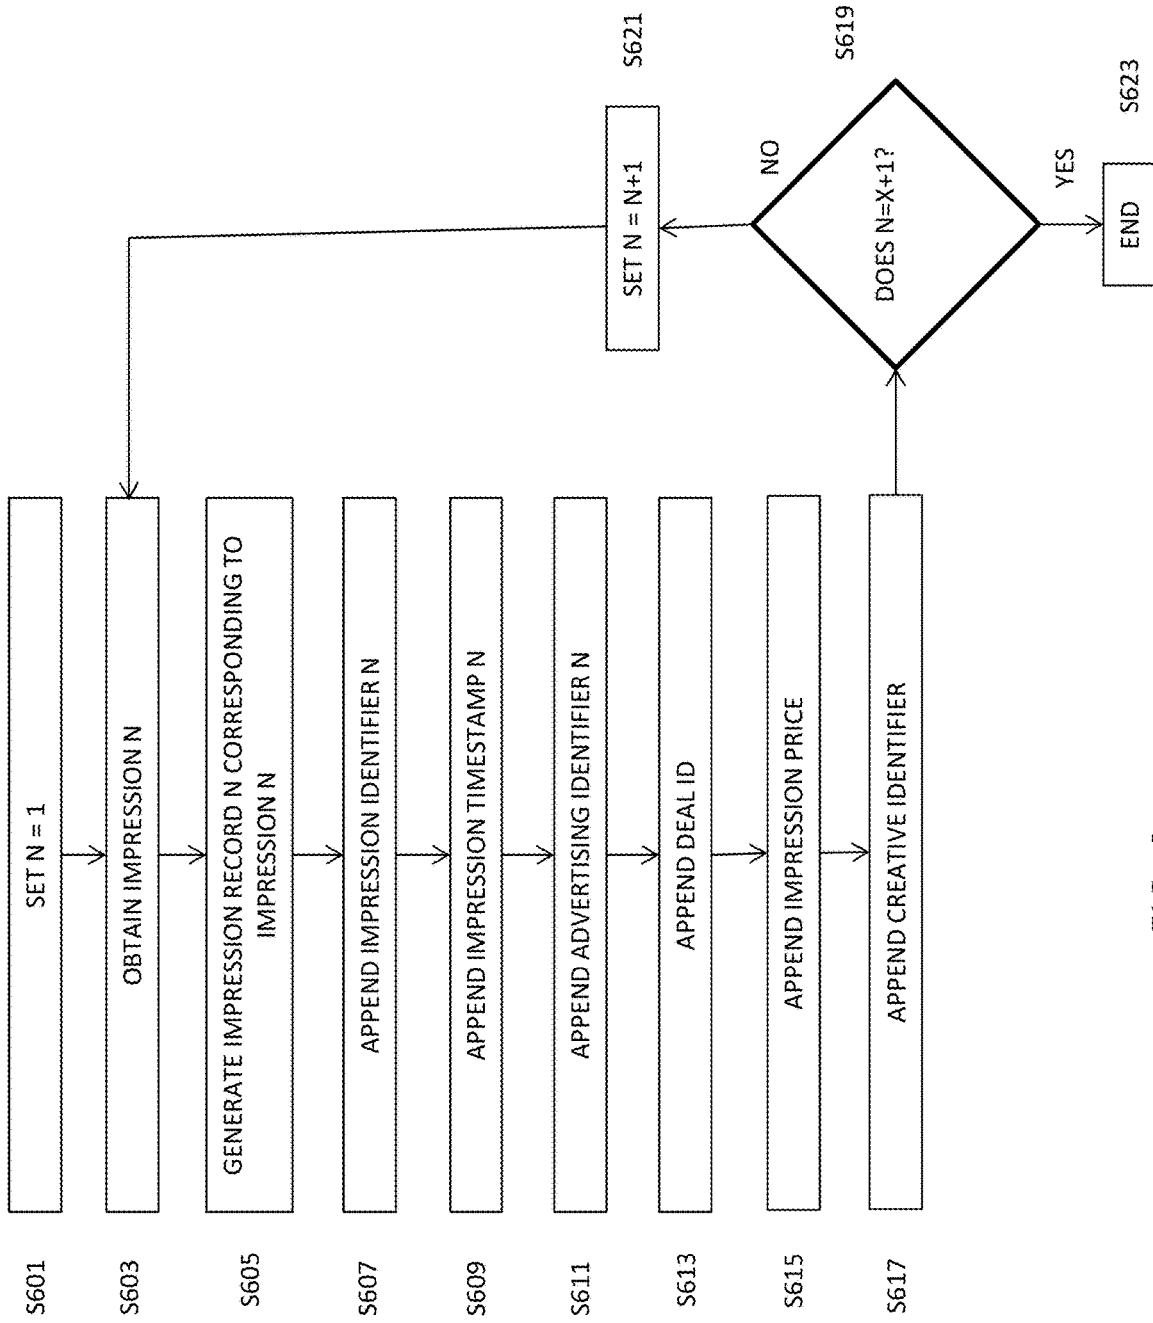 S601
SET N = 1
S603
OBTAIN IMPRESSION N
S605
GENERATE IMPRESSION RECORD N CORRESPONDING TO
IMPRESSION N
S607
APPEND IMPRESSION IDENTIFIER N
S609
APPEND IMPRESSION TIMESTAMP N
S611
APPEND ADVERTISING IDENTIFIER N
S613
APPEND DEAL ID
S615
APPEND IMPRESSION PRICE
S617
APPEND CREATIVE IDENTIFIER
SET N = N+1
S621
NO
DOES N=X+1?
S619
YES
END
S623